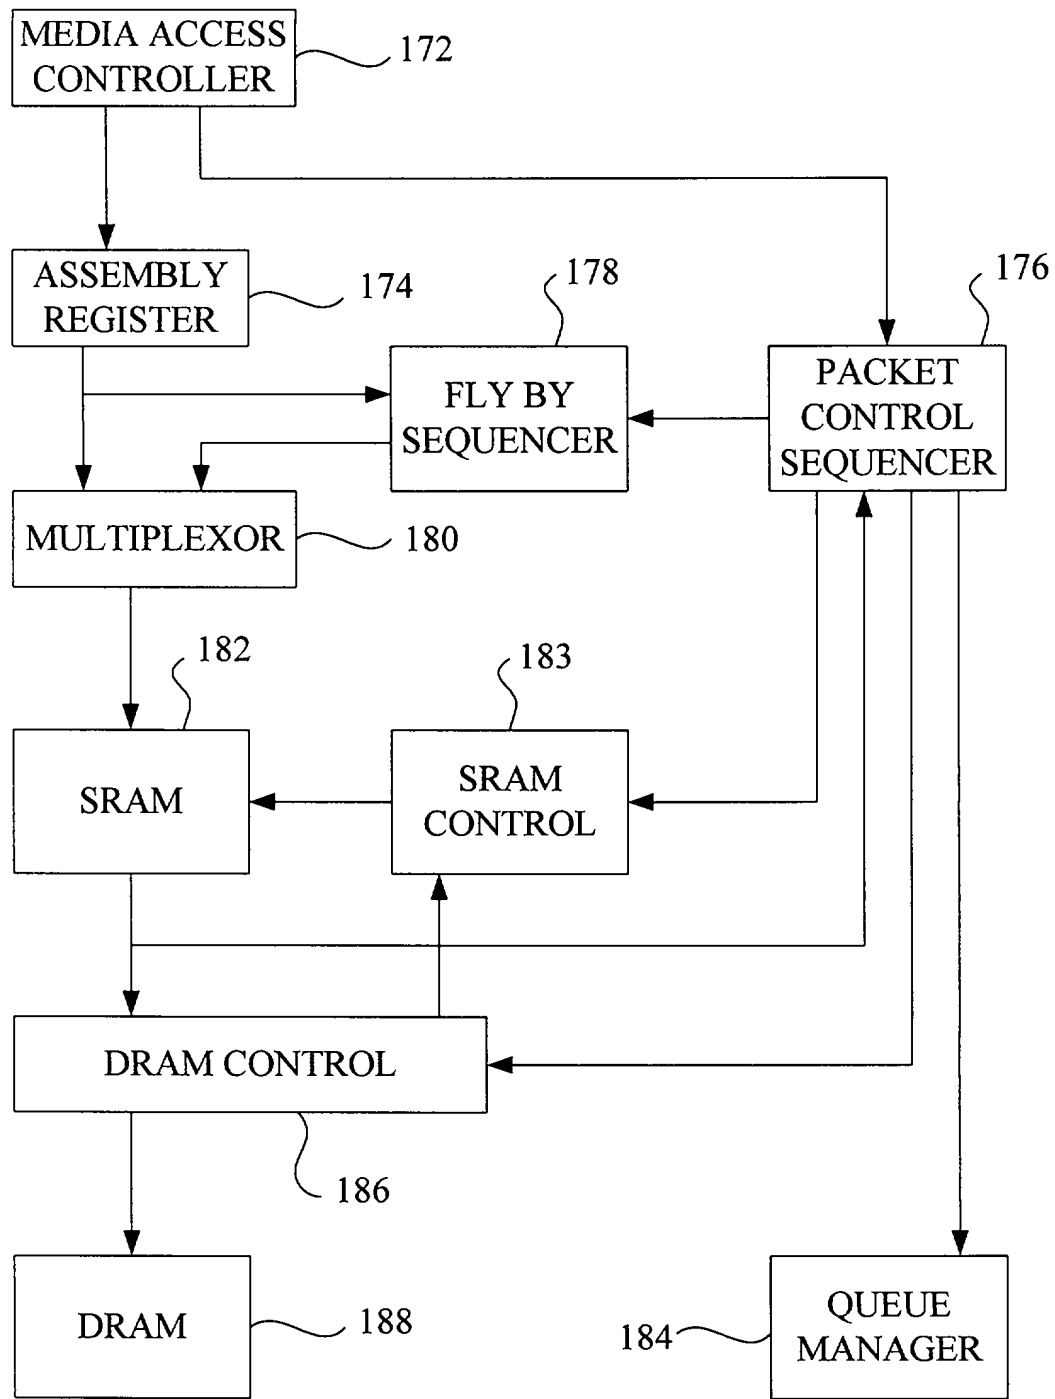 MEDIA ACCESS
CONTROLLER
172
ASSEMBLY
REGISTER
174
178
176
FLY BY
SEQUENCER
PACKET
CONTROL
SEQUENCER
MULTIPLEXOR
180
182
183
SRAM
SRAM
CONTROL
DRAM CONTROL
186
DRAM
188
184
QUEUE
MANAGER